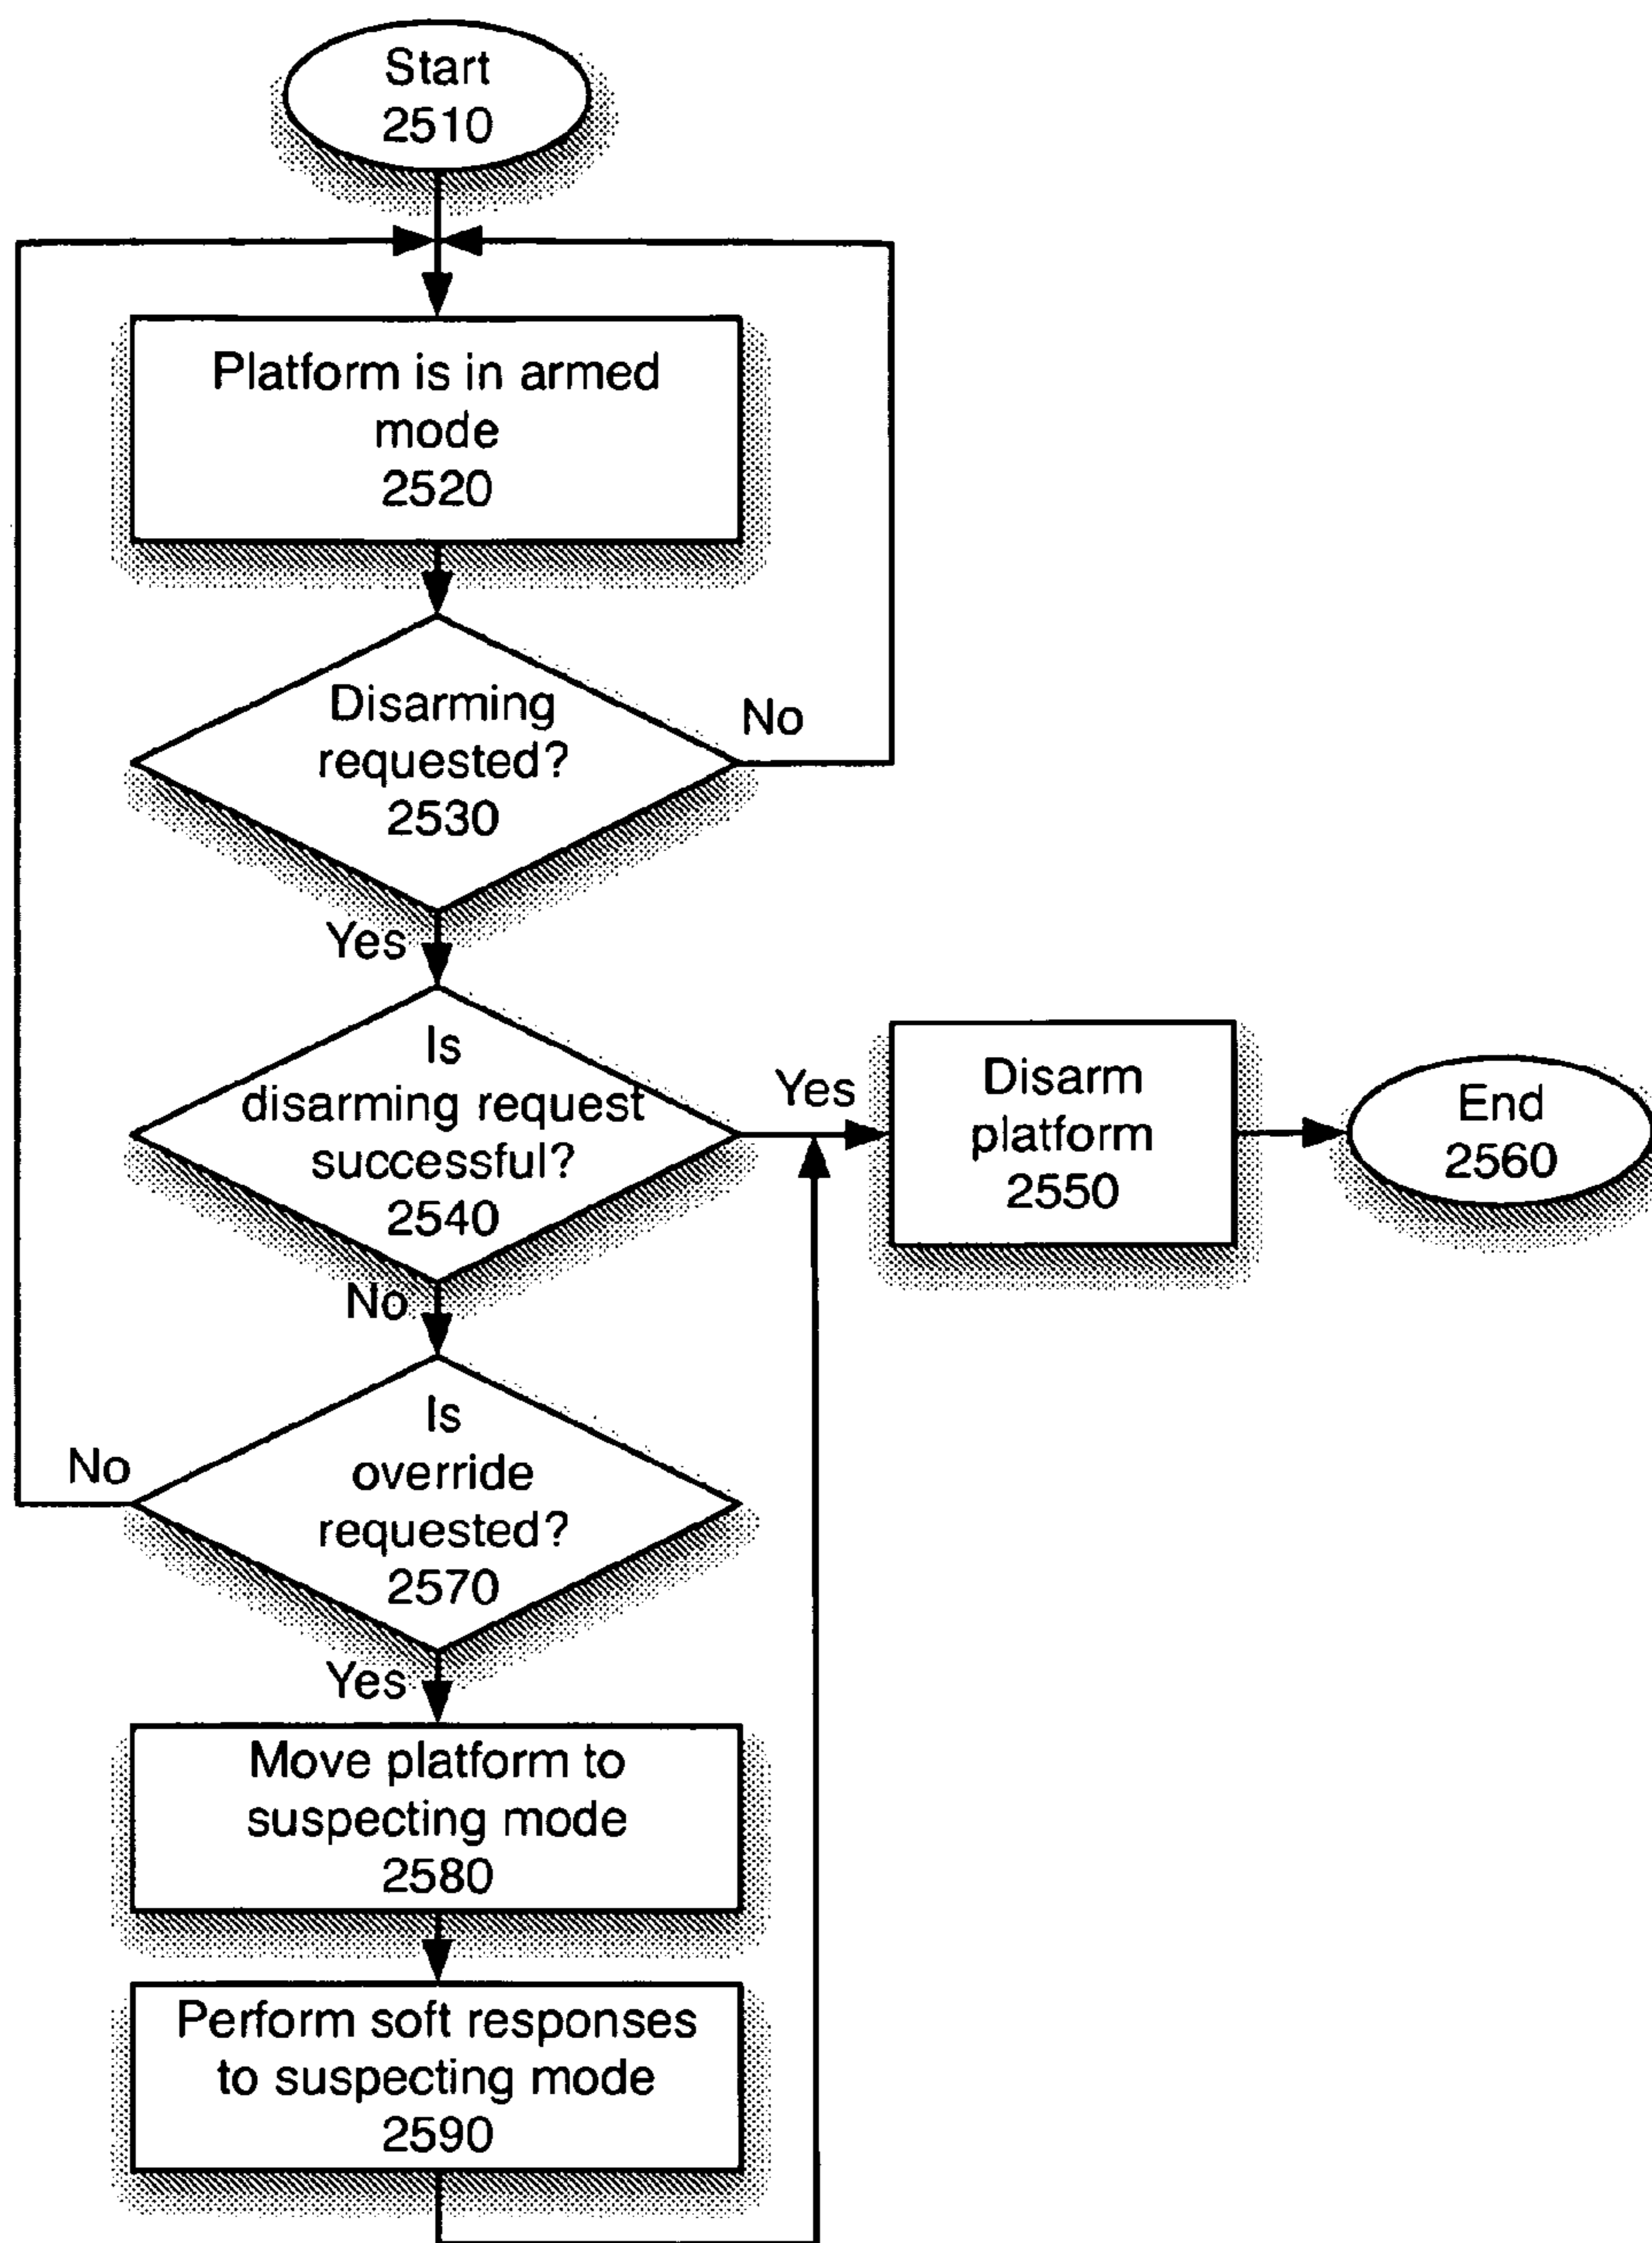 Start
2510
Platform is in armed
mode
2520
Disarming
requested?
2530
No
Yes
Is
disarming request
successful?
2540
Yes
Disarm
platform
2550
End
2560
No
Is
override
requested?
2570
No
Yes
Move platform to
suspecting mode
2580
Perform soft responses
to suspecting mode
2590